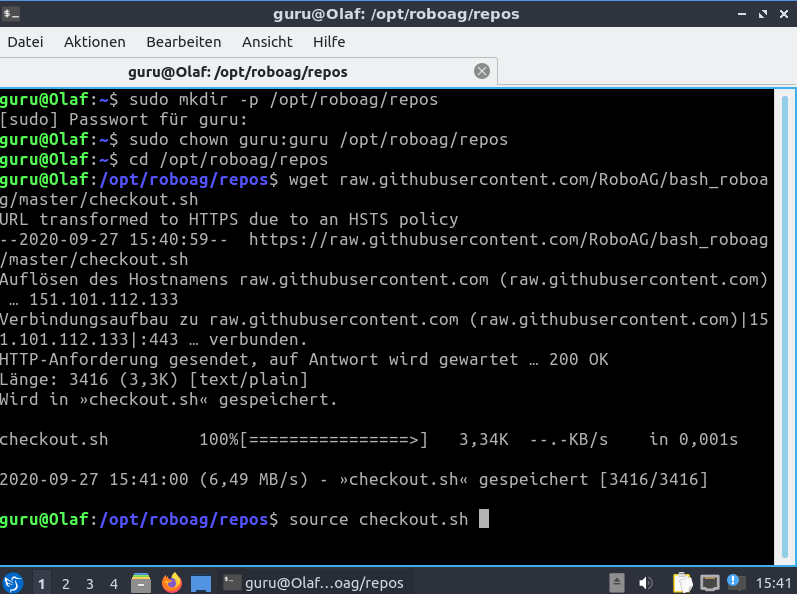 guru@Olaf: /opt/roboag/repos
Datei Aktionen Bearbeiten Ansicht Hilfe
guru@Olaf: /opt/roboag/repos
guru@Olaf:~$ sudo mkdir -p /opt/roboag/repos
[sudo] Passwort für guru:
guru@Olaf:~$ sudo chown guru:guru /opt/roboag/repos
guru@Olaf:~$ cd /opt/roboag/repos
guru@Olaf:/opt/roboag/repos$ wget raw.githubusercontent.com/RoboAG/bash_roboa
g/master/checkout.sh
URL transformed to HTTPS due to an HSTS policy
--2020-09-27 15:40:59--  https://raw.githubusercontent.com/RoboAG/bash_roboag
/master/checkout.sh
Auflösen des Hostnamens raw.githubusercontent.com (raw.githubusercontent.com)
 … 151.101.112.133
Verbindungsaufbau zu raw.githubusercontent.com (raw.githubusercontent.com)|15
1.101.112.133|:443 … verbunden.
HTTP-Anforderung gesendet, auf Antwort wird gewartet … 200 OK
Länge: 3416 (3,3K) [text/plain]
Wird in »checkout.sh« gespeichert.
checkout.sh         100%[================>]   3,34K  --.-KB/s    in 0,001s
2020-09-27 15:41:00 (6,49 MB/s) - »checkout.sh« gespeichert [3416/3416]
guru@Olaf:/opt/roboag/repos$ source checkout.sh
1 2 3 4 guru@Olaf…oag/repos 15:41